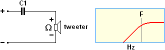 C1
+ +
Ω tweeter
− −
F
Hz